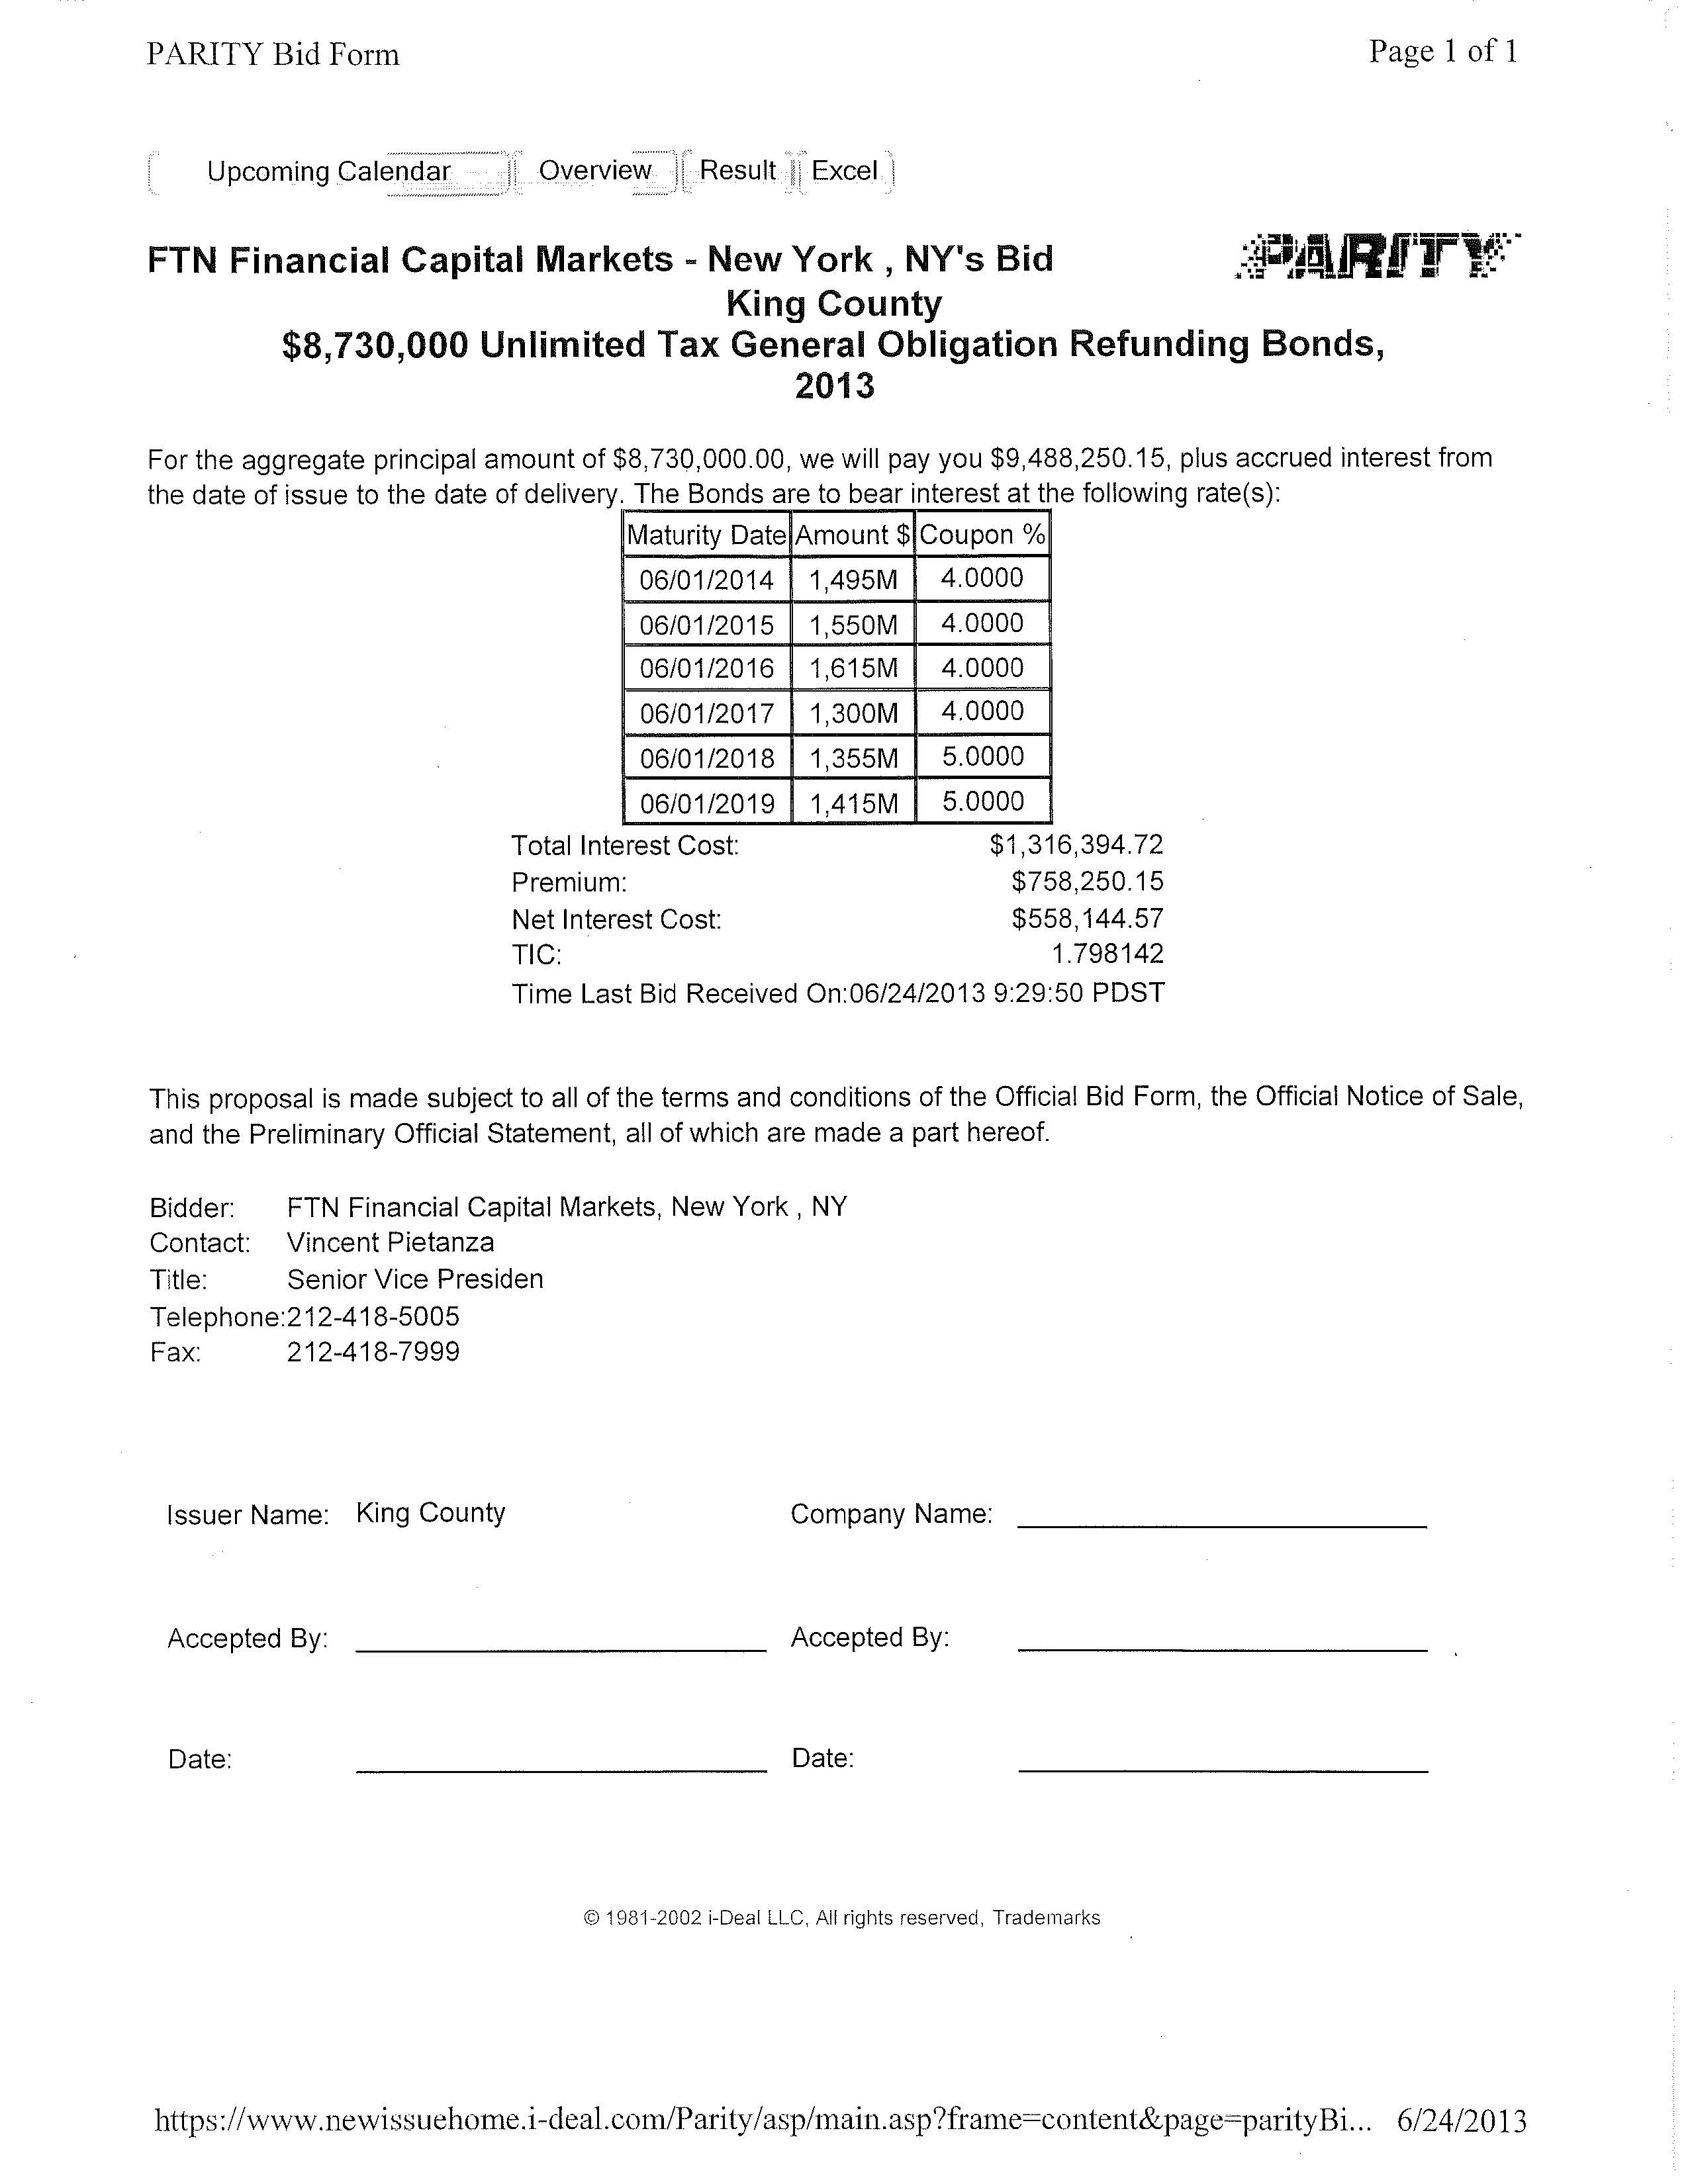 PARITY Bid Form Page 1 of 1
Upcoming Calendar Overview Result Excel
FTN Financial Capital Markets - New York , NY's Bid PARITY
King County
$8,730,000 Unlimited Tax General Obligation Refunding Bonds,
2013
For the aggregate principal amount of $8,730,000.00, we will pay you $9,488,250.15, plus accrued interest from
the date of issue to the date of delivery. The Bonds are to bear interest at the following rate(s):
Maturity Date Amount $ Coupon %
06/01/2014 1,495M 4.0000
06/01/2015 1,550M 4.0000
06/01/2016 1,615M 4.0000
06/01/2017 1,300M 4.0000
06/01/2018 1,355M 5.0000
06/01/2019 1,415M 5.0000
Total Interest Cost: $1,316,394.72
Premium: $758,250.15
Net Interest Cost: $558,144.57
TIC: 1.798142
Time Last Bid Received On:06/24/2013 9:29:50 PDST
This proposal is made subject to all of the terms and conditions of the Official Bid Form, the Official Notice of Sale,
and the Preliminary Official Statement, all of which are made a part hereof.
Bidder: FTN Financial Capital Markets, New York , NY
Contact: Vincent Pietanza
Title: Senior Vice Presiden
Telephone:212-418-5005
Fax: 212-418-7999
Issuer Name: King County Company Name:
Accepted By: Accepted By:
Date: Date:
© 1981-2002 i-Deal LLC, All rights reserved, Trademarks
https://www.newissuehome.i-deal.com/Parity/asp/main.asp?frame=content&page=parityBi... 6/24/2013